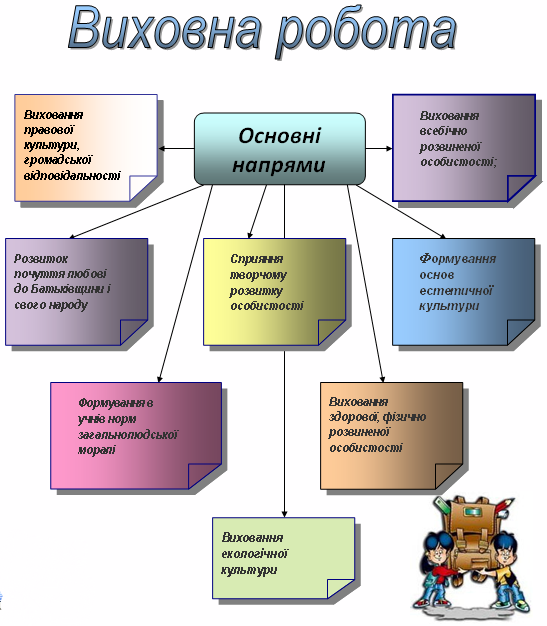 Виховна робота
Основні
напрями
Виховання
правової
культури,
громадської
відповідальності
Виховання
всебічно
розвиненої
особистості;
Розвиток
почуття любові
до Батьківщини і
свого народу
Сприяння
творчому
розвитку
особистості
Формування
основ
естетичної
культури
Формування в
учнів норм
загальнолюдської
моралі
Виховання
здорової, фізично
розвиненої
особистості
Виховання
екологічної
культури